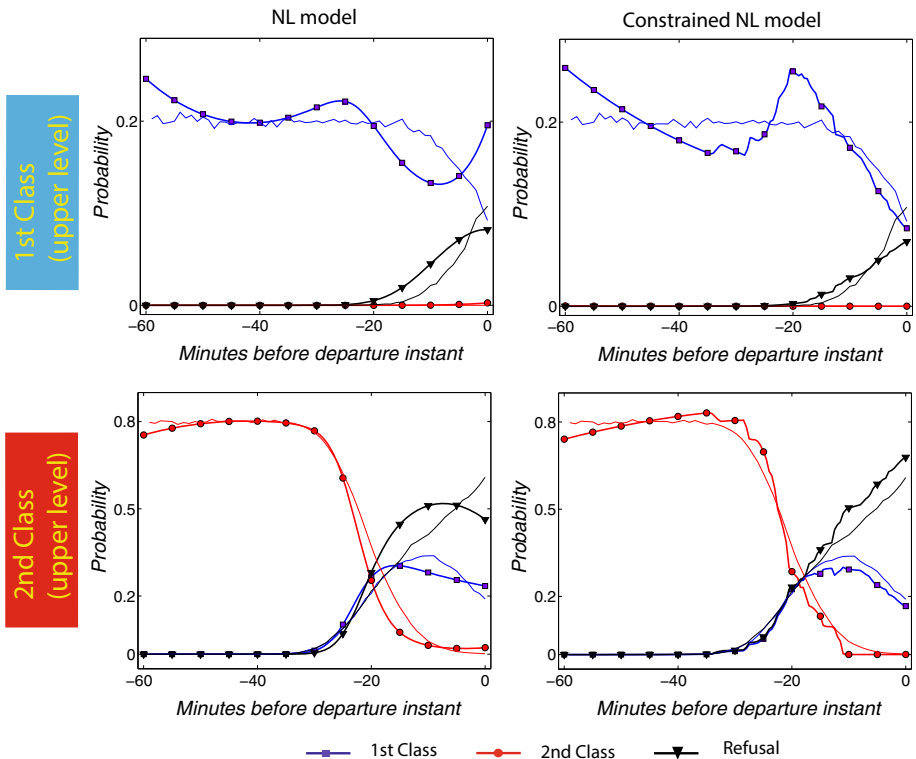 NL model
Constrained NL model
1st Class
(upper level)
Probability
0.2
0
−60
−40
−20
0
Minutes before departure instant
Probability
0.2
0
−60
−40
−20
0
Minutes before departure instant
2nd Class
(upper level)
Probability
0.8
0.5
0.2
0
−60
−40
−20
0
Minutes before departure instant
Probability
0.8
0.5
0.2
0
−60
−40
−20
0
Minutes before departure instant
1st Class
2nd Class
Refusal